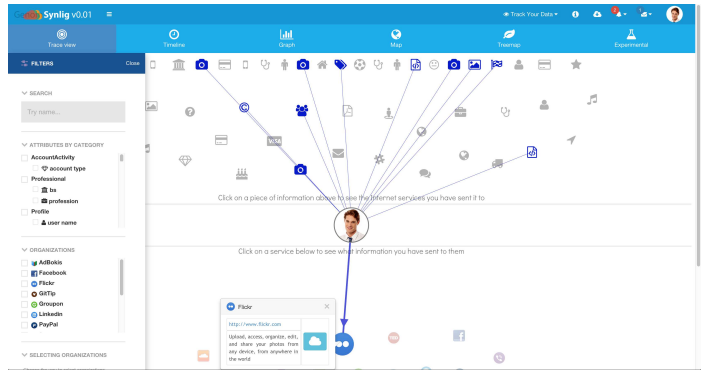 Genia Synlig v0.01
Track Your Data
Trace view
Timeline
Graph
Map
Treemap
Experimental
FILTERS
Close
SEARCH
Try name...
ATTRIBUTES BY CATEGORY
AccountActivity
account type
Professional
bs
profession
Profile
user name
ORGANIZATIONS
AdBokis
Facebook
Flickr
GitTip
Groupon
Linkedin
PayPal
SELECTING ORGANIZATIONS
VISA
Click on a piece of information above to see the Internet services you have sent it to
Click on a service below to see what information you have sent to them
Flickr
http://www.flickr.com
Upload, access, organize, edit,
and share your photos from
any device, from anywhere in
the world